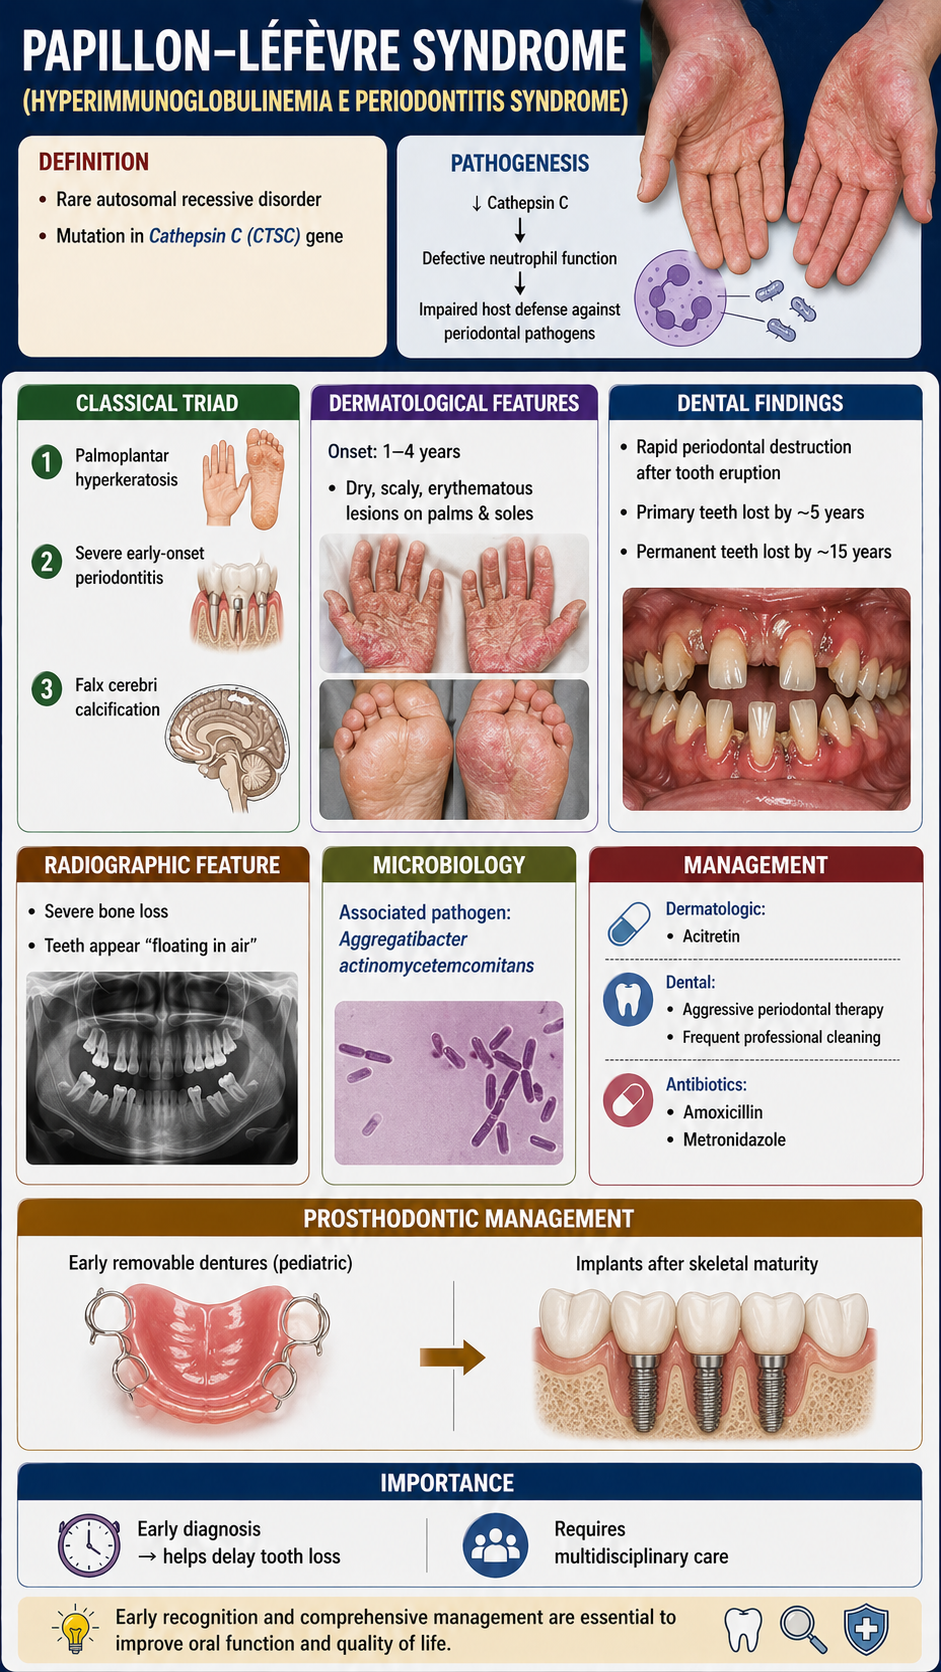 PAPILLON–LÉFÈVRE SYNDROME
(HYPERIMMUNOGLOBULINEMIA E PERIODONTITIS SYNDROME)
DEFINITION
• Rare autosomal recessive disorder
• Mutation in Cathepsin C (CTSC) gene
PATHOGENESIS
↓ Cathepsin C
Defective neutrophil function
Impaired host defense against
periodontal pathogens
CLASSICAL TRIAD
1 Palmoplantar
hyperkeratosis
2 Severe early-onset
periodontitis
3 Falx cerebri
calcification
DERMATOLOGICAL FEATURES
Onset: 1–4 years
• Dry, scaly, erythematous
lesions on palms & soles
DENTAL FINDINGS
• Rapid periodontal destruction
after tooth eruption
• Primary teeth lost by ~5 years
• Permanent teeth lost by ~15 years
RADIOGRAPHIC FEATURE
• Severe bone loss
• Teeth appear “floating in air”
MICROBIOLOGY
Associated pathogen:
Aggregatibacter
actinomycetemcomitans
MANAGEMENT
Dermatologic:
• Acitretin
Dental:
• Aggressive periodontal therapy
• Frequent professional cleaning
Antibiotics:
• Amoxicillin
• Metronidazole
PROSTHODONTIC MANAGEMENT
Early removable dentures (pediatric)
Implants after skeletal maturity
IMPORTANCE
Early diagnosis
→ helps delay tooth loss
Requires
multidisciplinary care
Early recognition and comprehensive management are essential to
improve oral function and quality of life.